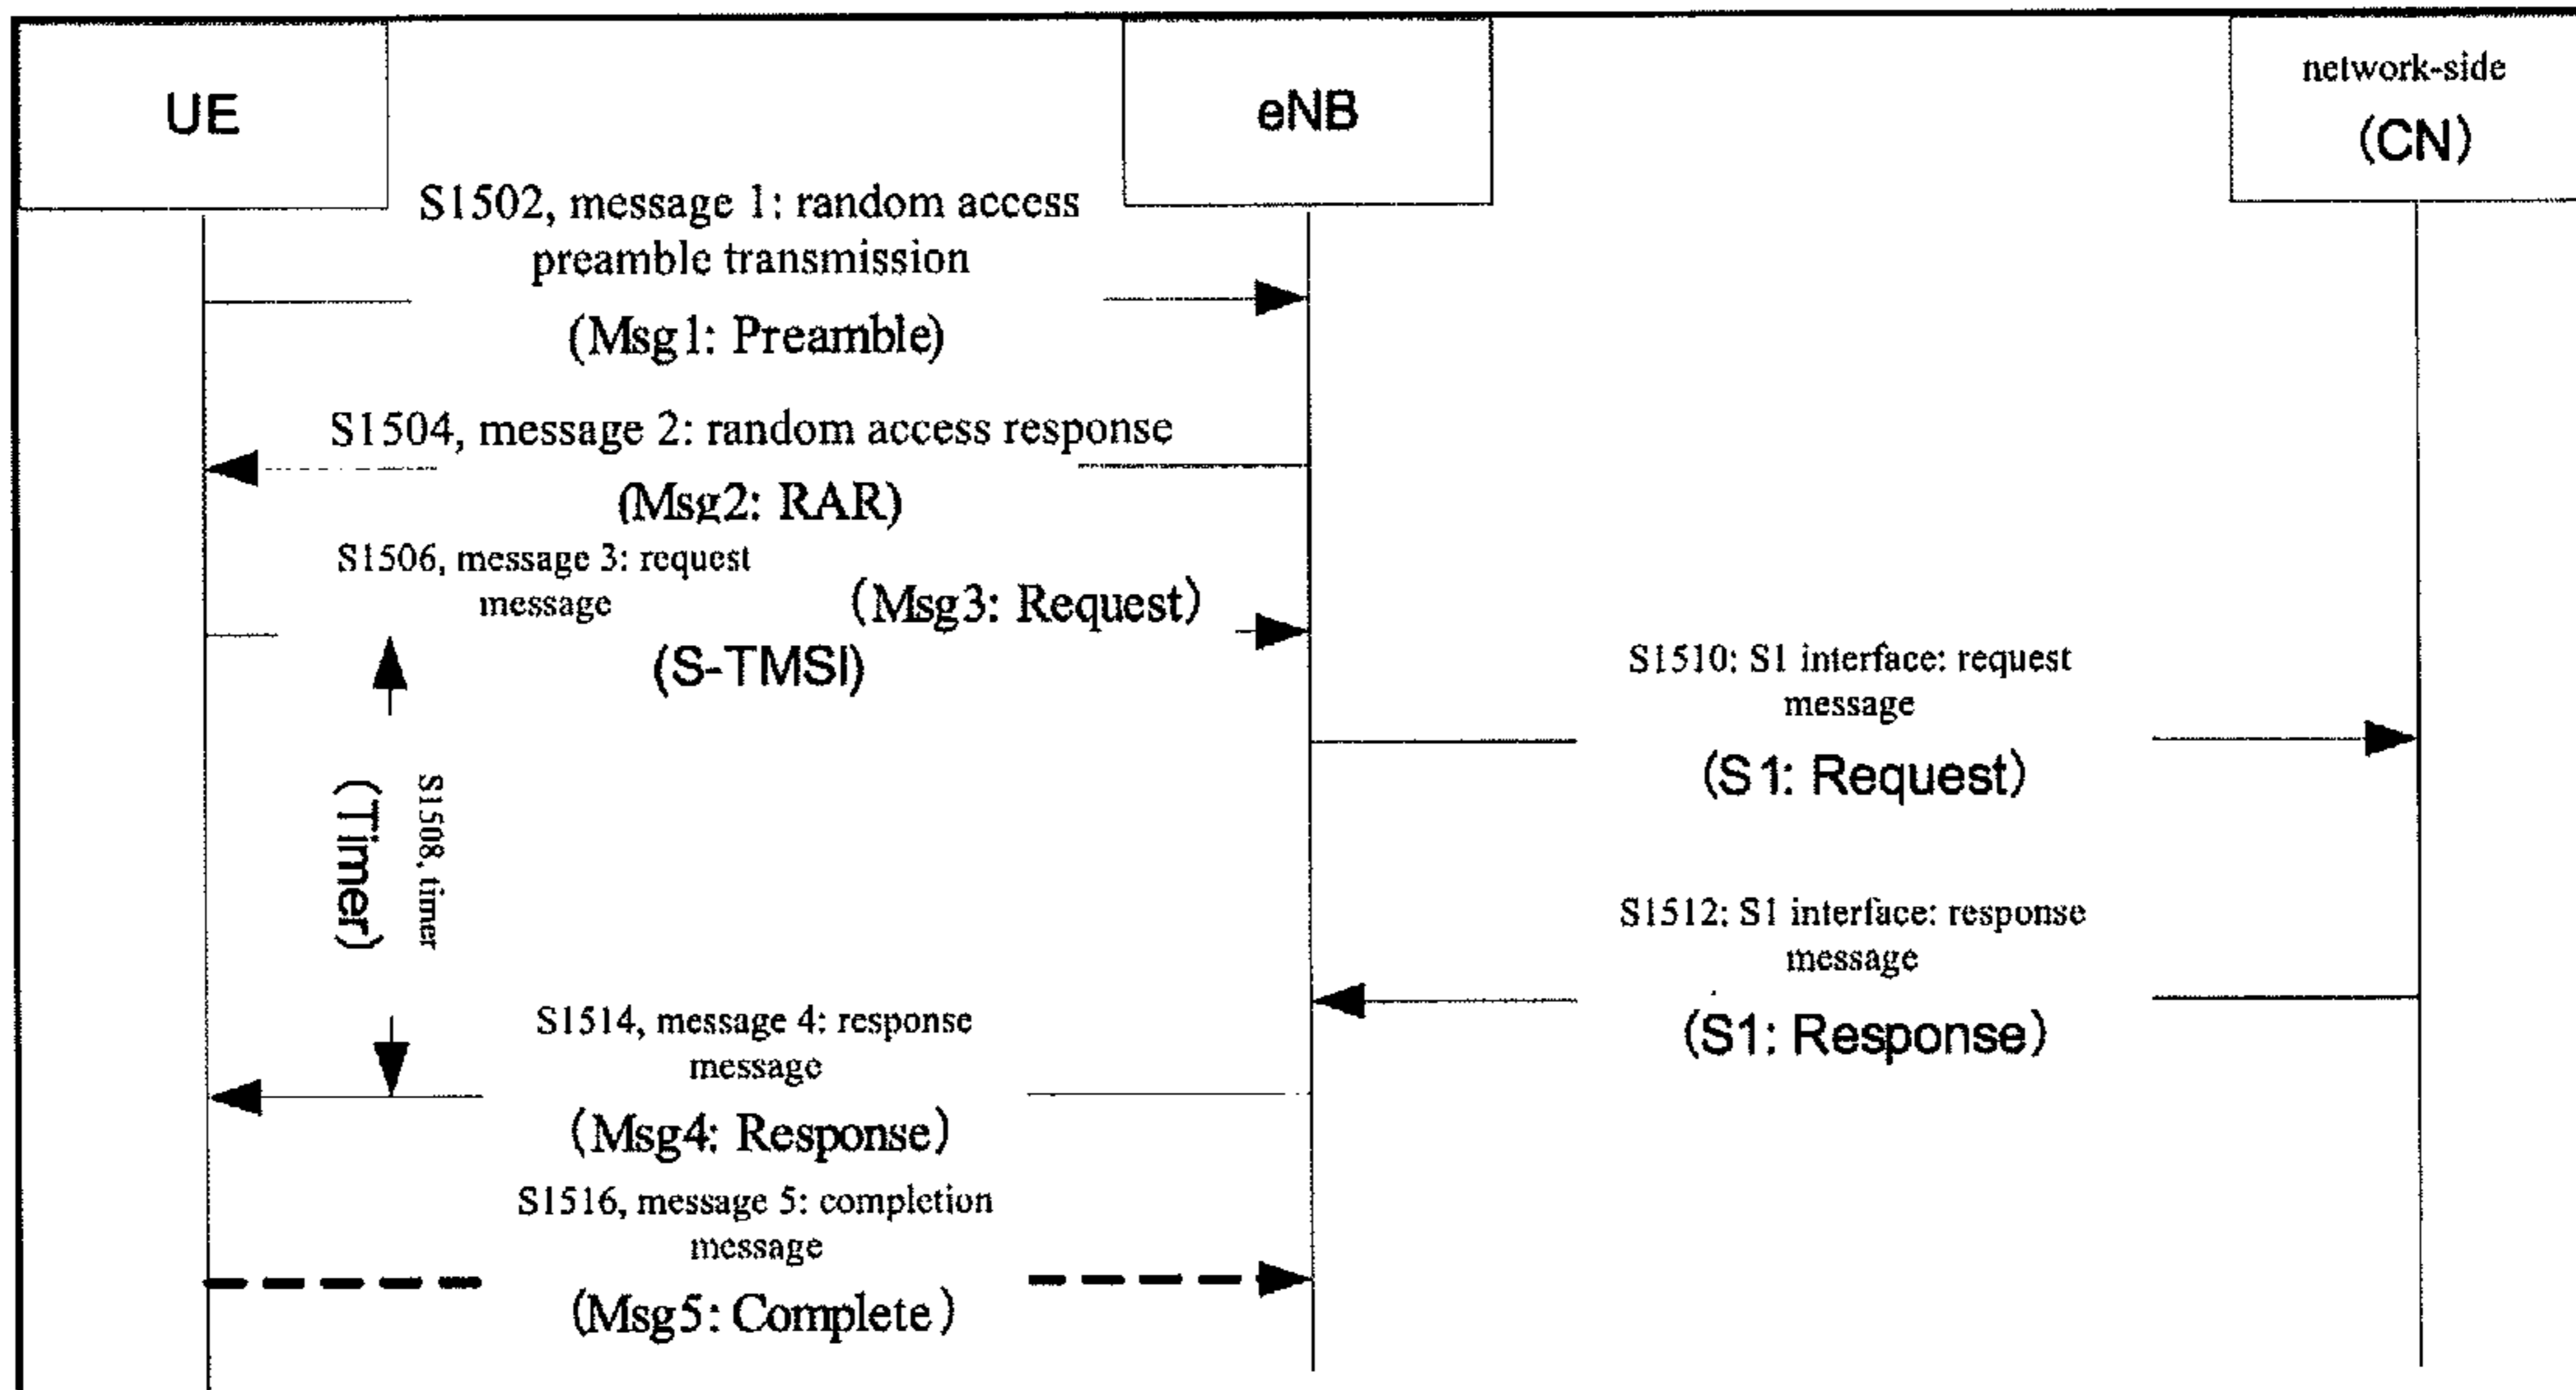 UE
eNB
network-side
(CN)
S1502, message 1: random access
preamble transmission
(Msg1: Preamble)
S1504, message 2: random access response
(Msg2: RAR)
S1506, message 3: request
message
(Msg3: Request)
(S-TMSI)
S1508, timer
(Timer)
S1510: S1 interface: request
message
(S1: Request)
S1512: S1 interface: response
message
(S1: Response)
S1514, message 4: response
message
(Msg4: Response)
S1516, message 5: completion
message
(Msg5: Complete)